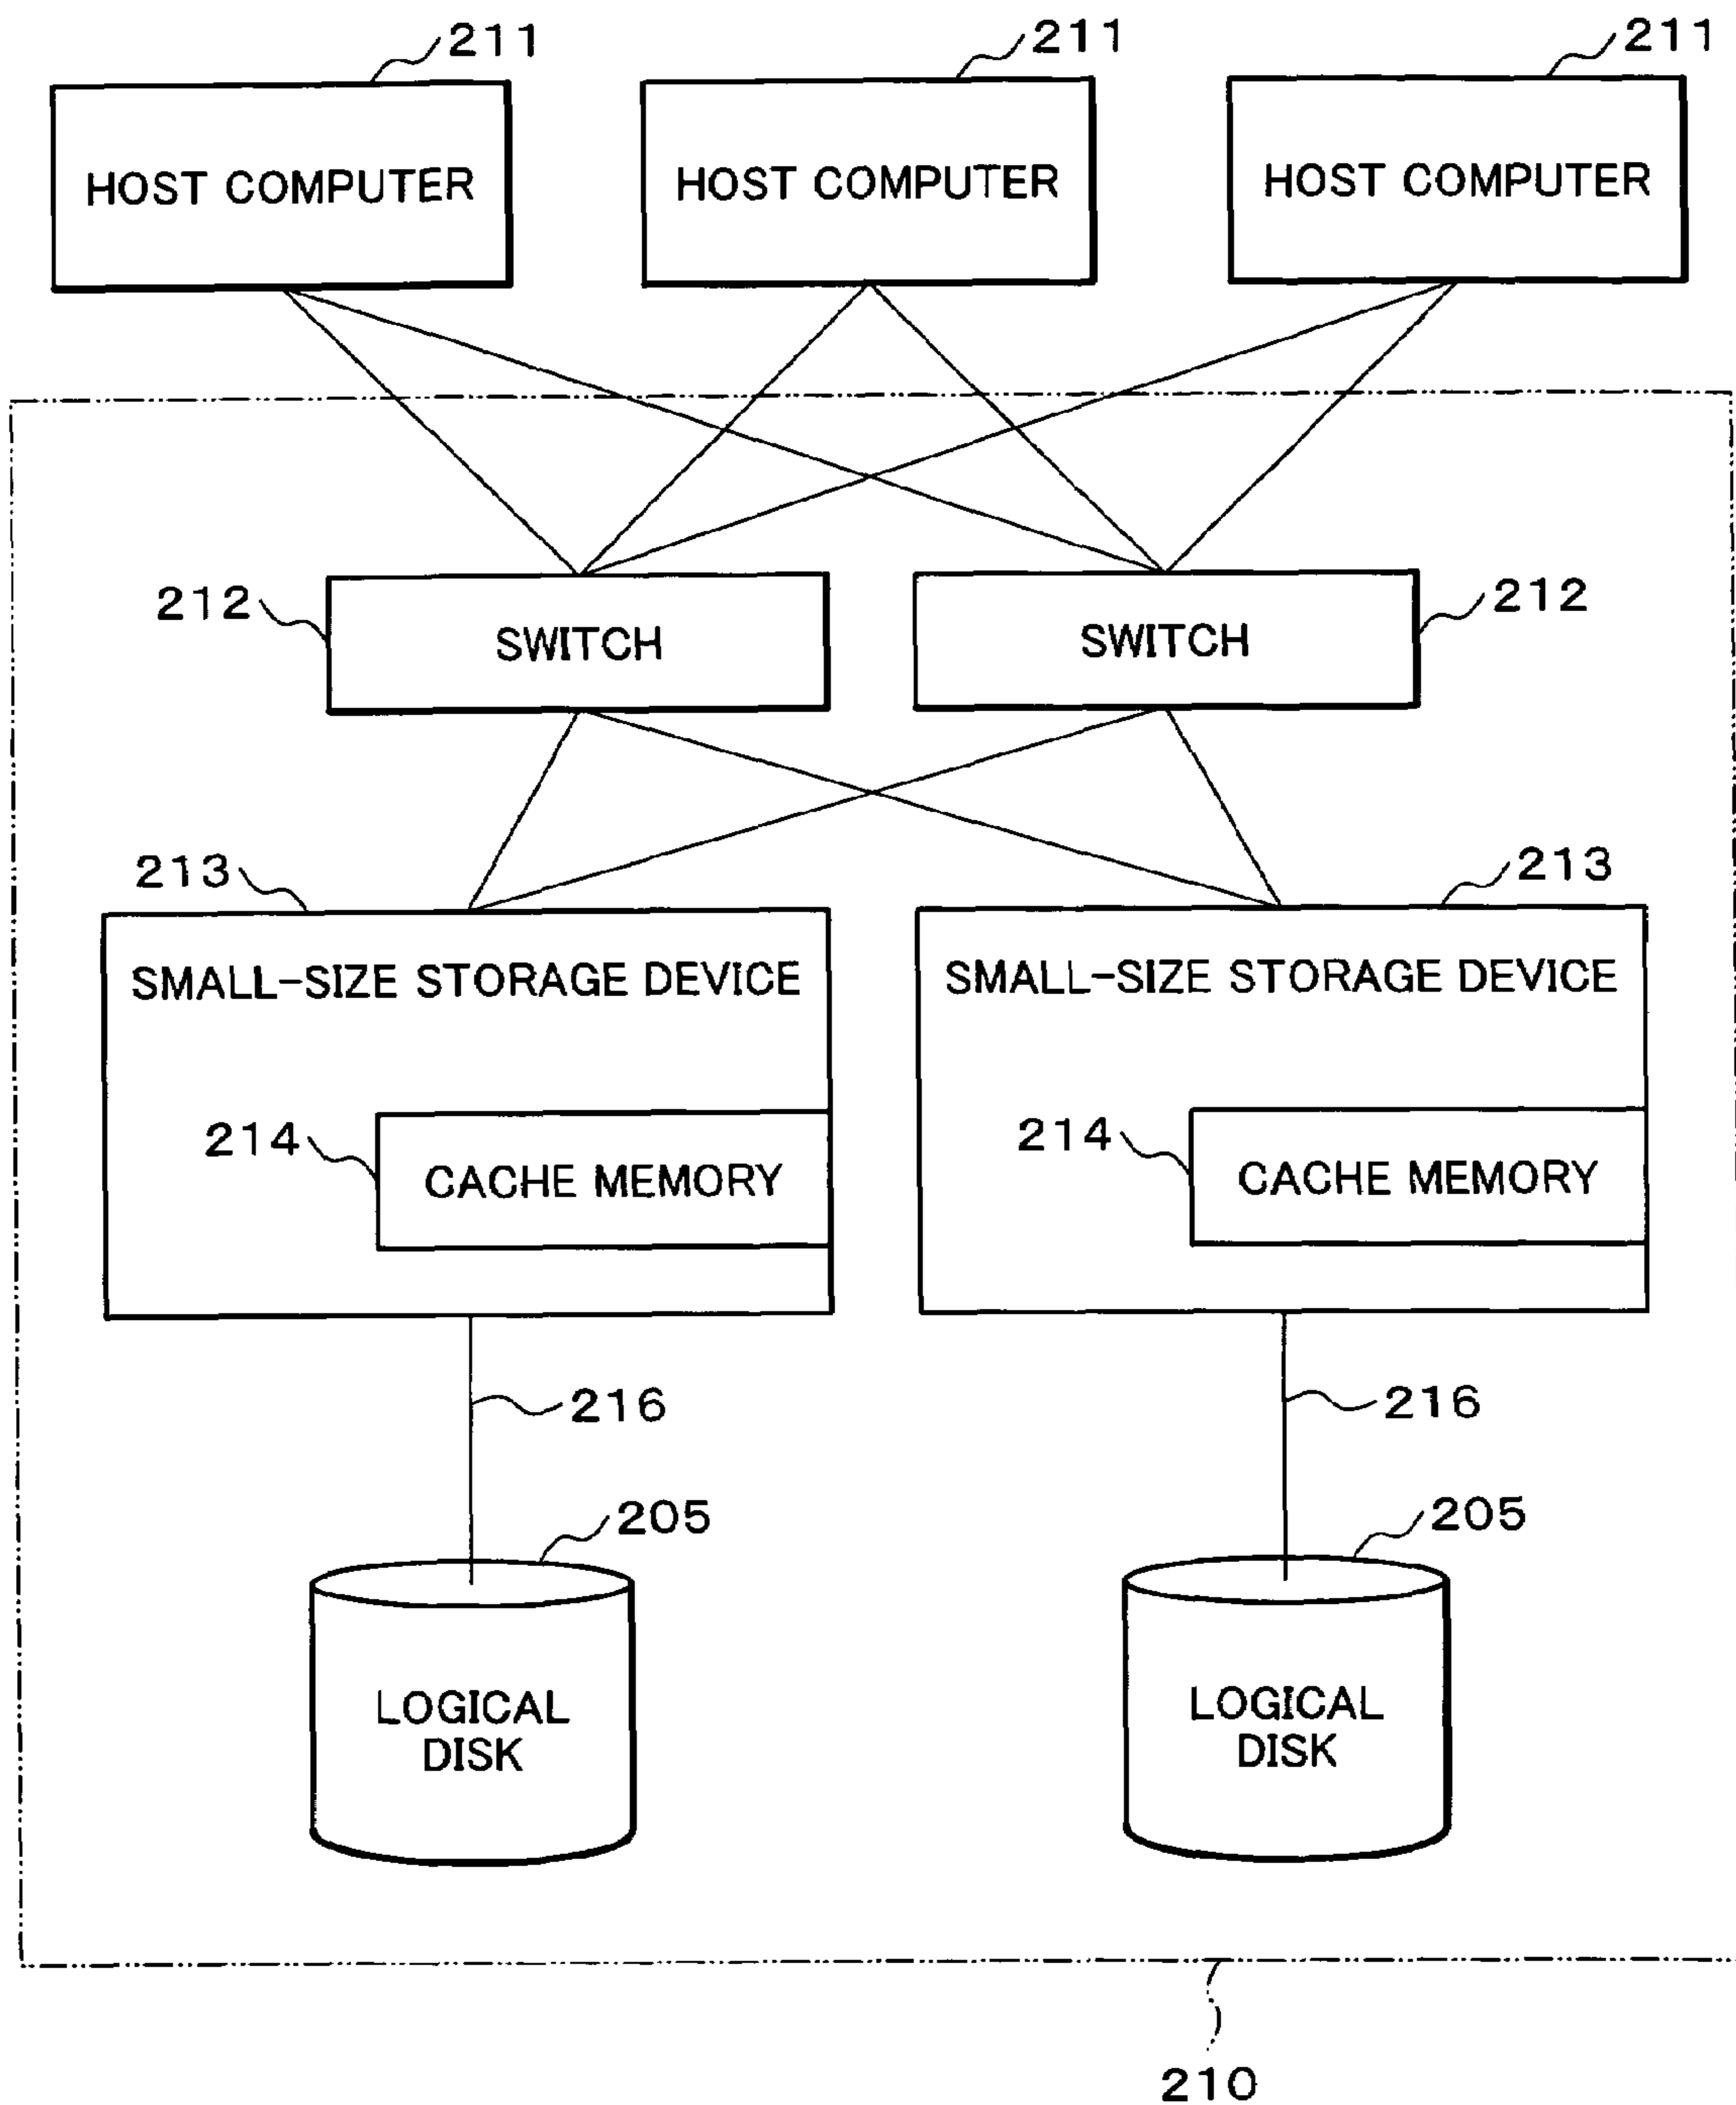 211
211
211
HOST COMPUTER
HOST COMPUTER
HOST COMPUTER
212
SWITCH
SWITCH
212
213
213
SMALL-SIZE STORAGE DEVICE
SMALL-SIZE STORAGE DEVICE
214
CACHE MEMORY
214
CACHE MEMORY
216
216
205
205
LOGICAL
DISK
LOGICAL
DISK
210